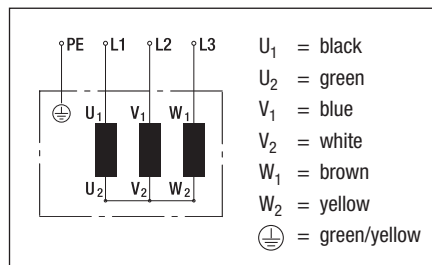 PE L1 L2 L3
U1 V1 W1
U2 V2 W2
U1 = black
U2 = green
V1 = blue
V2 = white
W1 = brown
W2 = yellow
= green/yellow